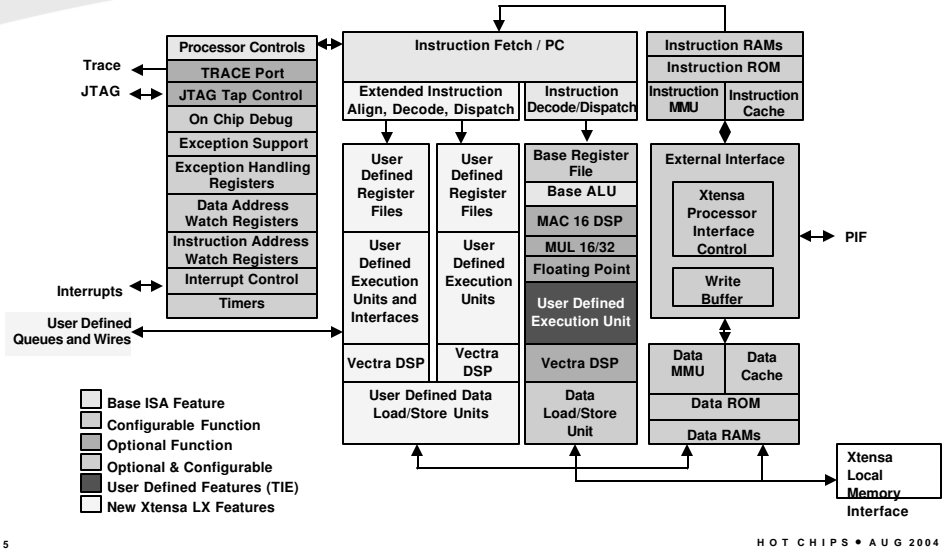 Processor Controls
TRACE Port
JTAG Tap Control
On Chip Debug
Exception Support
Exception Handling
Registers
Data Address
Watch Registers
Instruction Address
Watch Registers
Interrupt Control
Timers
Trace
JTAG
Interrupts
User Defined
Queues and Wires
Instruction Fetch / PC
Extended Instruction
Align, Decode, Dispatch
Instruction
Decode/Dispatch
User
Defined
Register
Files
User
Defined
Execution
Units and
Interfaces
Vectra DSP
User
Defined
Register
Files
User
Defined
Execution
Units
Vectra
DSP
User Defined Data
Load/Store Units
Base Register
File
Base ALU
MAC 16 DSP
MUL 16/32
Floating Point
User Defined
Execution Unit
Vectra DSP
Data
Load/Store
Unit
Instruction RAMs
Instruction ROM
Instruction
MMU
Instruction
Cache
External Interface
Xtensa
Processor
Interface
Control
Write
Buffer
PIF
Data
MMU
Data
Cache
Data ROM
Data RAMs
Xtensa
Local
Memory
Interface
Base ISA Feature
Configurable Function
Optional Function
Optional & Configurable
User Defined Features (TIE)
New Xtensa LX Features
5
HOT CHIPS • AUG 2004